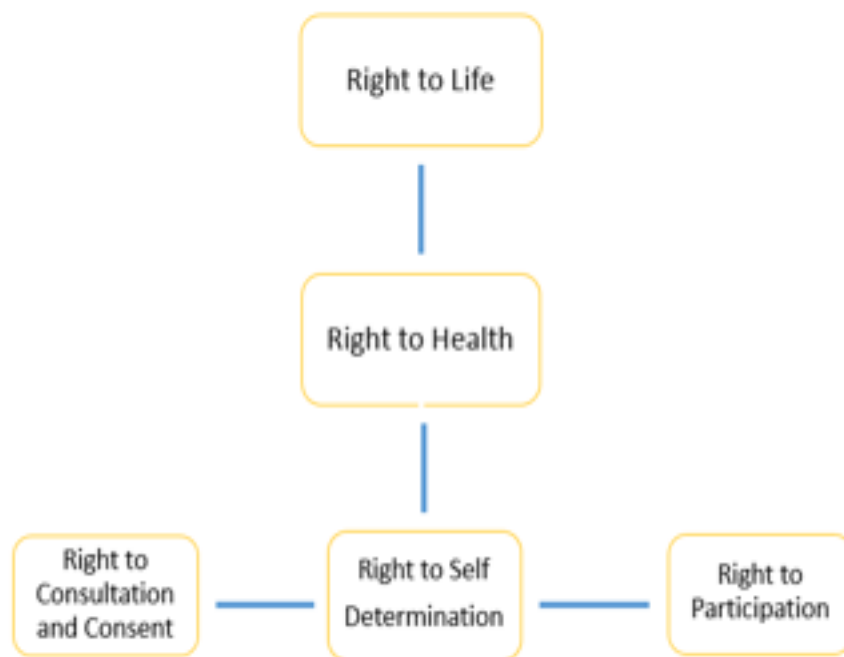 Right to Life
Right to Health
Right to
Consultation
and Consent
Right to Self
Determination
Right to
Participation